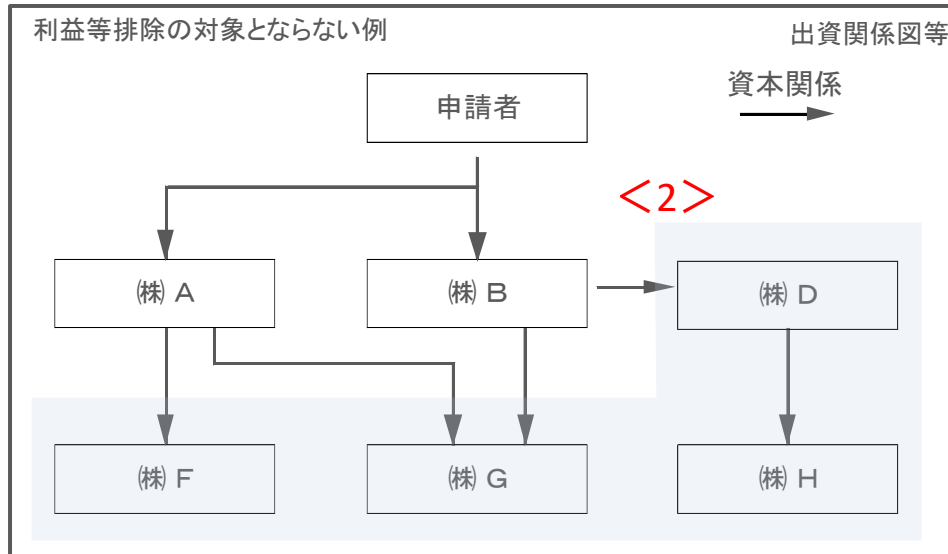 利益等排除の対象とならない例
出資関係図等
資本関係
申請者
＜2＞
㈱ A
㈱ B
㈱ D
㈱ F
㈱ G
㈱ H